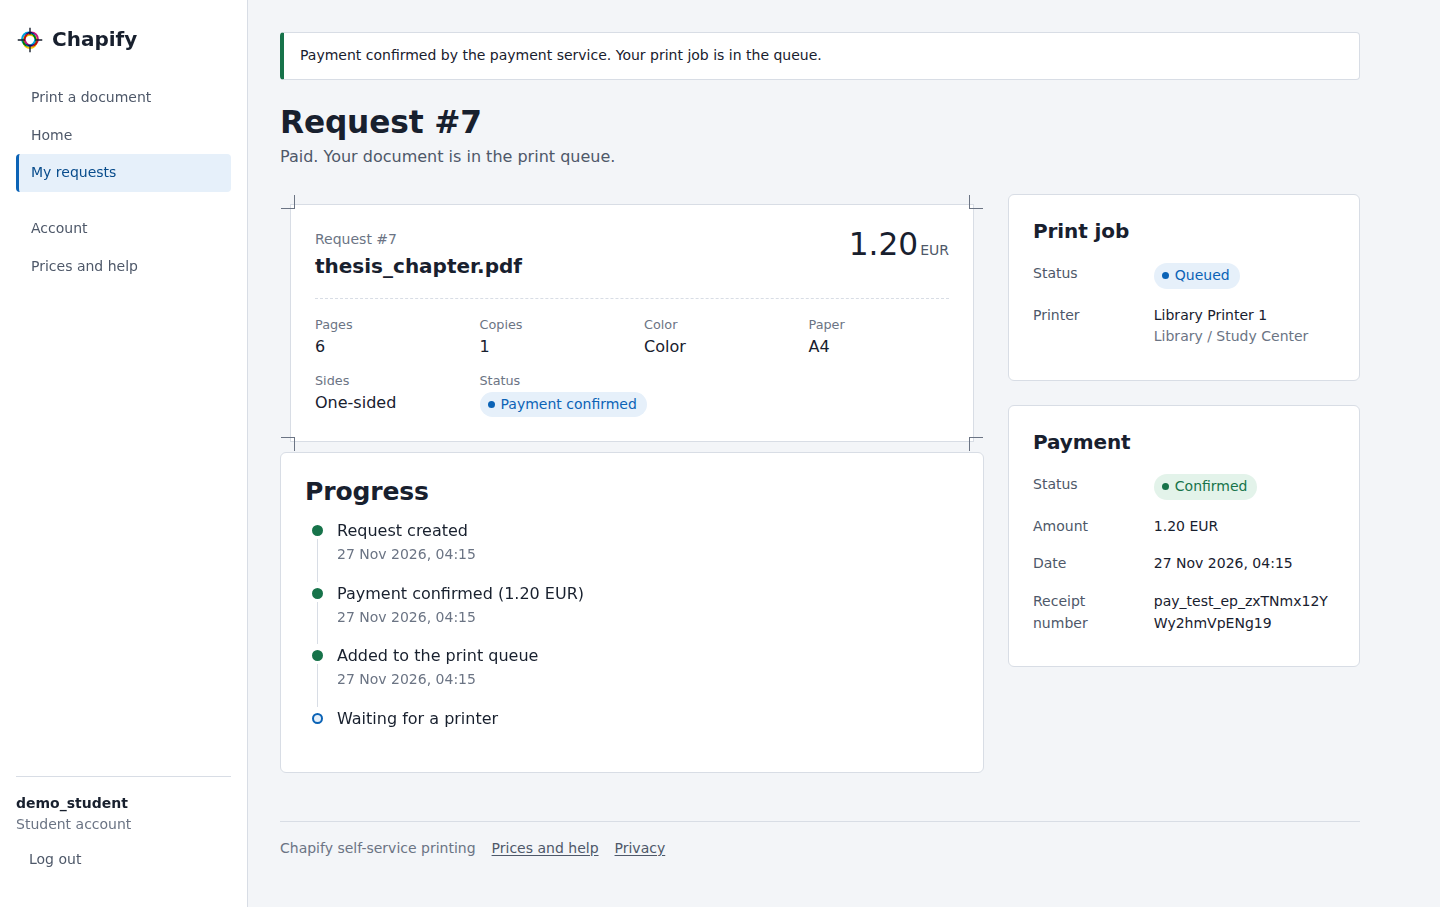 Chapify
Print a document
Home
My requests
Account
Prices and help
demo_student
Student account
Log out
Payment confirmed by the payment service. Your print job is in the queue.
Request #7
Paid. Your document is in the print queue.
Request #7
thesis_chapter.pdf
1.20 EUR
Pages
6
Copies
1
Color
Color
Paper
A4
Sides
One-sided
Status
Payment confirmed
Progress
Request created
27 Nov 2026, 04:15
Payment confirmed (1.20 EUR)
27 Nov 2026, 04:15
Added to the print queue
27 Nov 2026, 04:15
Waiting for a printer
Print job
Status Queued
Printer Library Printer 1
Library / Study Center
Payment
Status Confirmed
Amount 1.20 EUR
Date 27 Nov 2026, 04:15
Receipt pay_test_ep_zxTNmx12Y
number Wy2hmVpENg19
Chapify self-service printing Prices and help Privacy